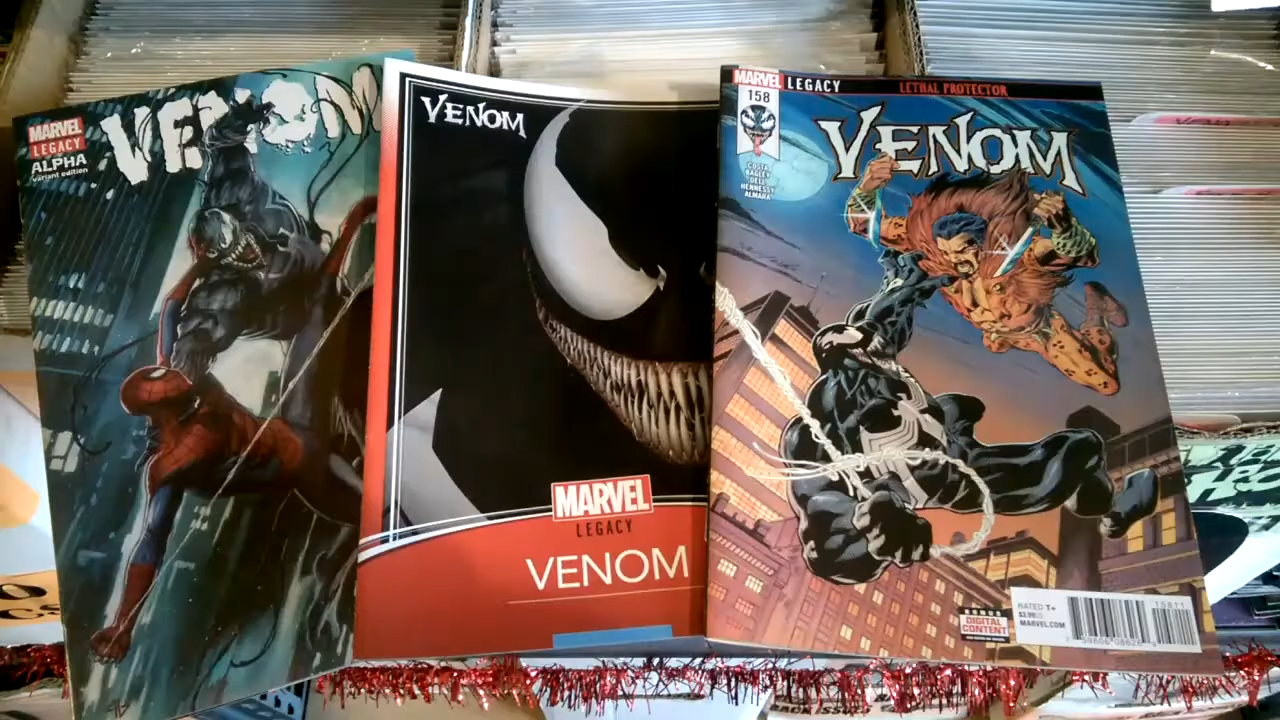 VENOM
MARVEL
LEGACY
ALPHA
variant edition
VENOM
MARVEL
LEGACY
VENOM
MARVEL LEGACY
LETHAL PROTECTOR
158
VENOM
COSTA
BAGLEY
DELL
HENNESSY
ALMARA
DIGITAL
CONTENT
RATED T+
$3.99
MARVEL.COM
15811